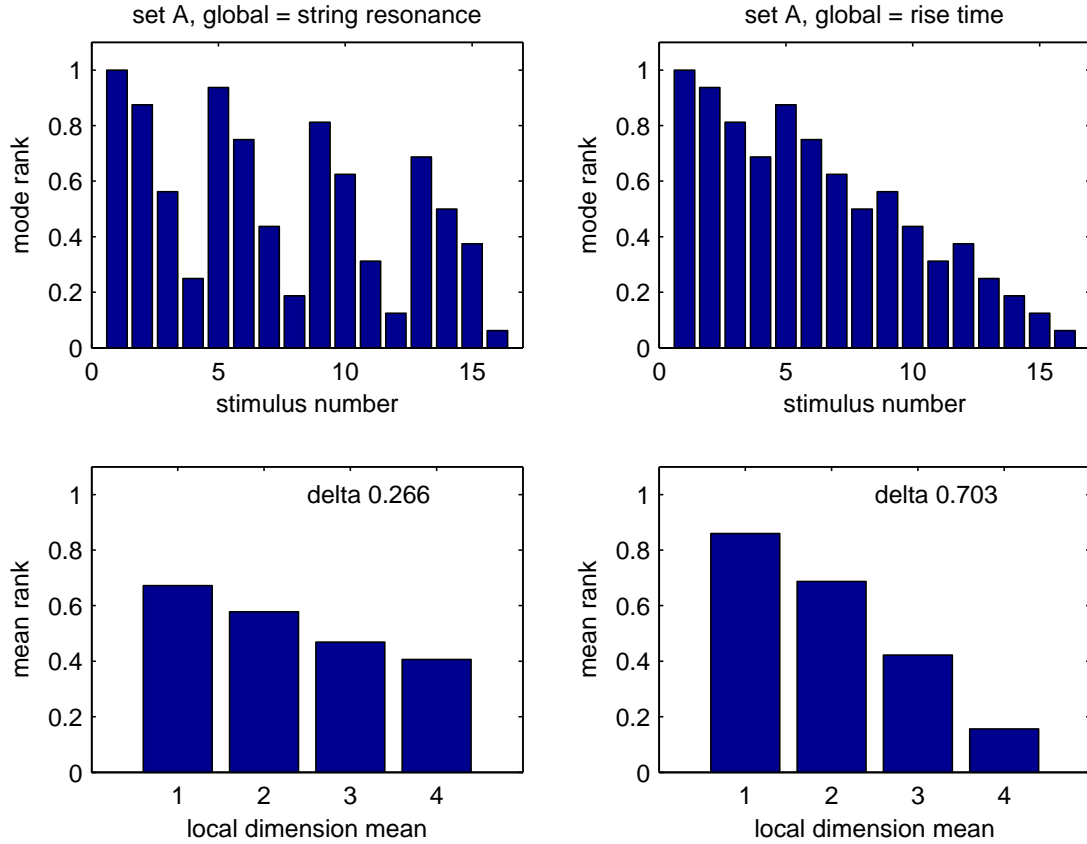 set A, global = string resonance
1
0.8
0.6
0.4
0.2
0
mode rank
0 5 10 15
stimulus number
set A, global = rise time
1
0.8
0.6
0.4
0.2
0
mode rank
0 5 10 15
stimulus number
delta 0.266
1
0.8
0.6
0.4
0.2
0
mean rank
1 2 3 4
local dimension mean
delta 0.703
1
0.8
0.6
0.4
0.2
0
mean rank
1 2 3 4
local dimension mean